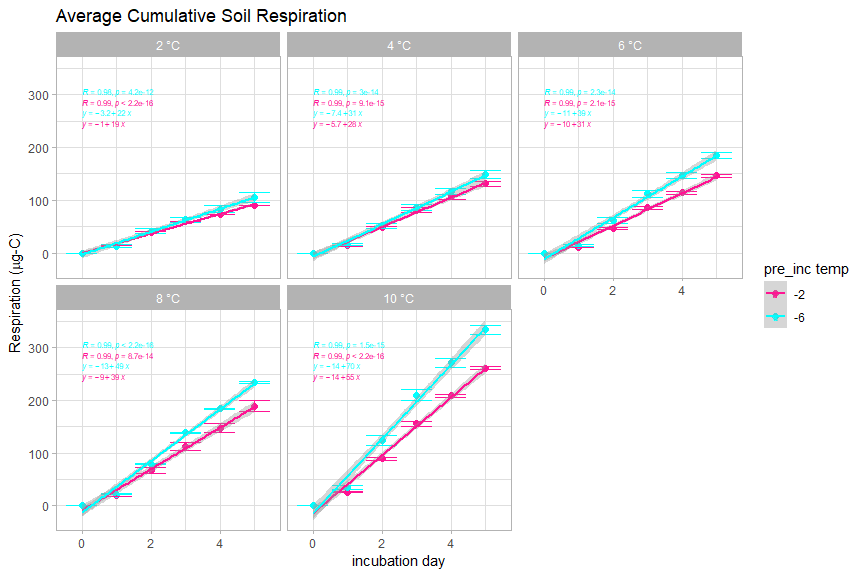 Average Cumulative Soil Respiration
2 °C
4 °C
6 °C
R = 0.98, p = 4.2e-12
R = 0.99, p < 2.2e-16
y = −3.2 + 22 x
y = −1 + 19 x
R = 0.99, p = 3e-14
R = 0.99, p = 9.1e-15
y = −7.4 + 31 x
y = −5.7 + 28 x
R = 0.99, p = 2.3e-14
R = 0.99, p = 2.1e-15
y = −11 + 39 x
y = −10 + 31 x
300
200
100
0
0
2
4
8 °C
10 °C
R = 0.99, p < 2.2e-16
R = 0.99, p = 8.7e-14
y = −13 + 49 x
y = −9 + 39 x
R = 0.99, p = 1.8e-15
R = 0.99, p < 2.2e-16
y = −14 + 70 x
y = −14 + 55 x
300
200
100
0
0
2
4
0
2
4
Respiration (µg-C)
incubation day
pre_inc temp
-2
-6